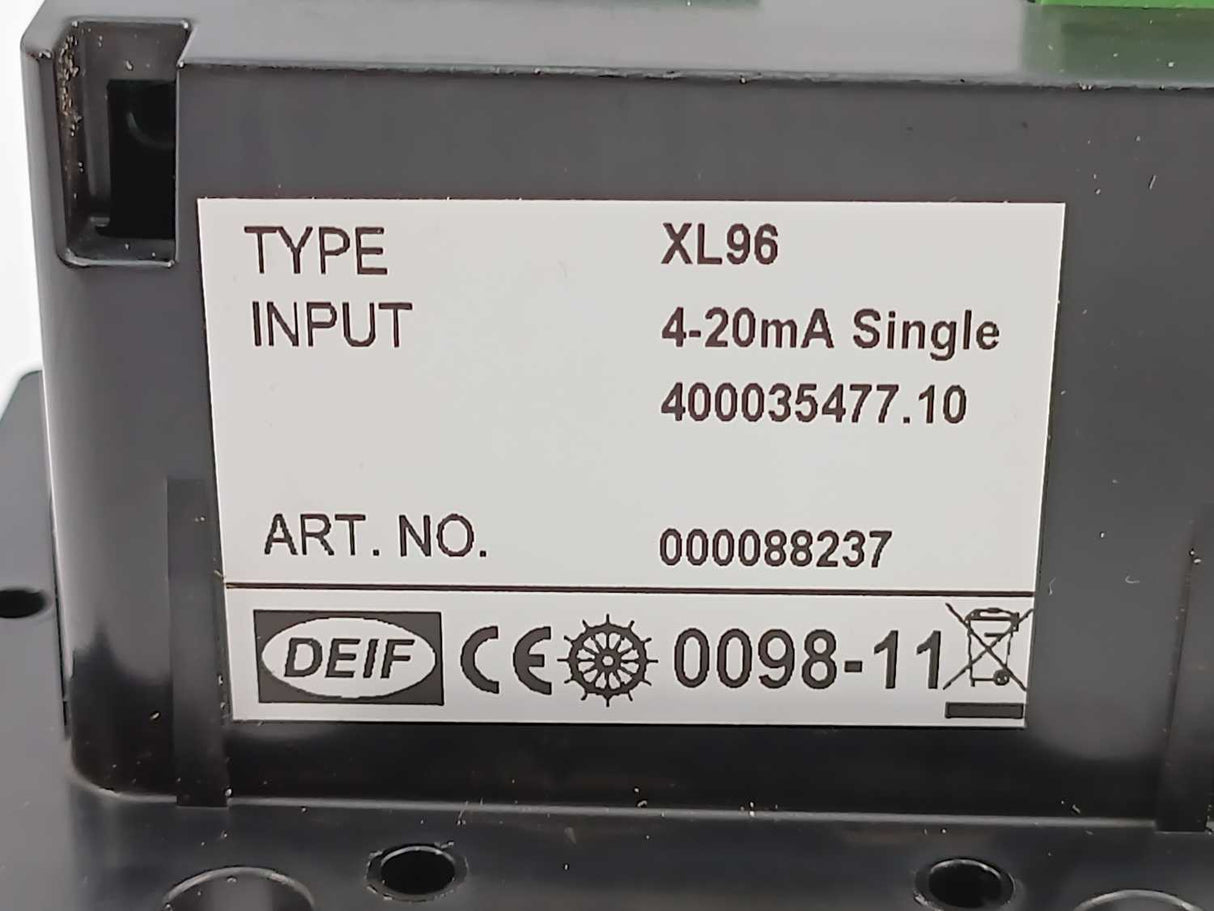 TYPE XL96
INPUT 4-20mA Single
400035477.10
ART. NO. 000088237
DEIF CE 0098-11